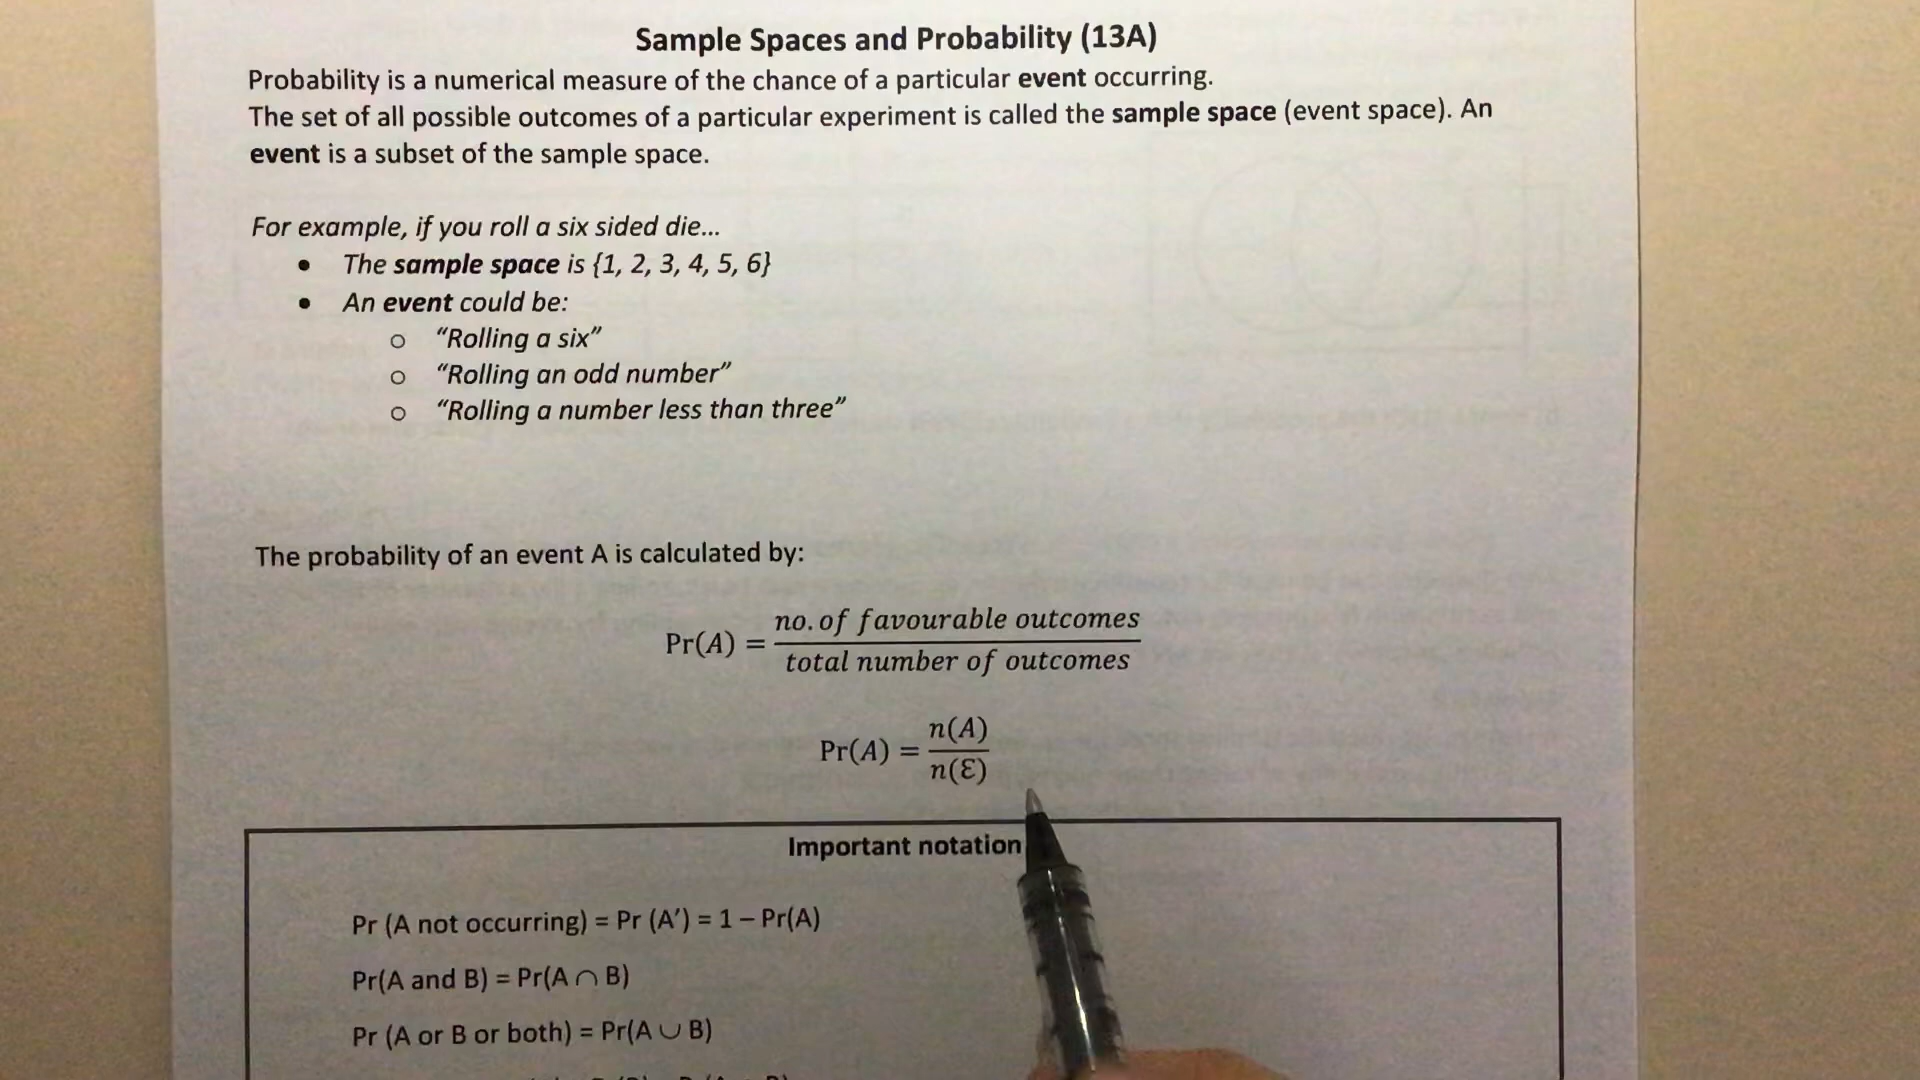 Sample Spaces and Probability (13A)
Probability is a numerical measure of the chance of a particular event occurring.
The set of all possible outcomes of a particular experiment is called the sample space (event space). An
event is a subset of the sample space.
For example, if you roll a six sided die...
• The sample space is {1, 2, 3, 4, 5, 6}
• An event could be:
o "Rolling a six"
o "Rolling an odd number"
o "Rolling a number less than three"
The probability of an event A is calculated by:
Pr(A) = no. of favourable outcomes / total number of outcomes
Pr(A) = n(A) / n(Ɛ)
Important notation
Pr (A not occurring) = Pr (A′) = 1 – Pr(A)
Pr(A and B) = Pr(A ∩ B)
Pr (A or B or both) = Pr(A ∪ B)